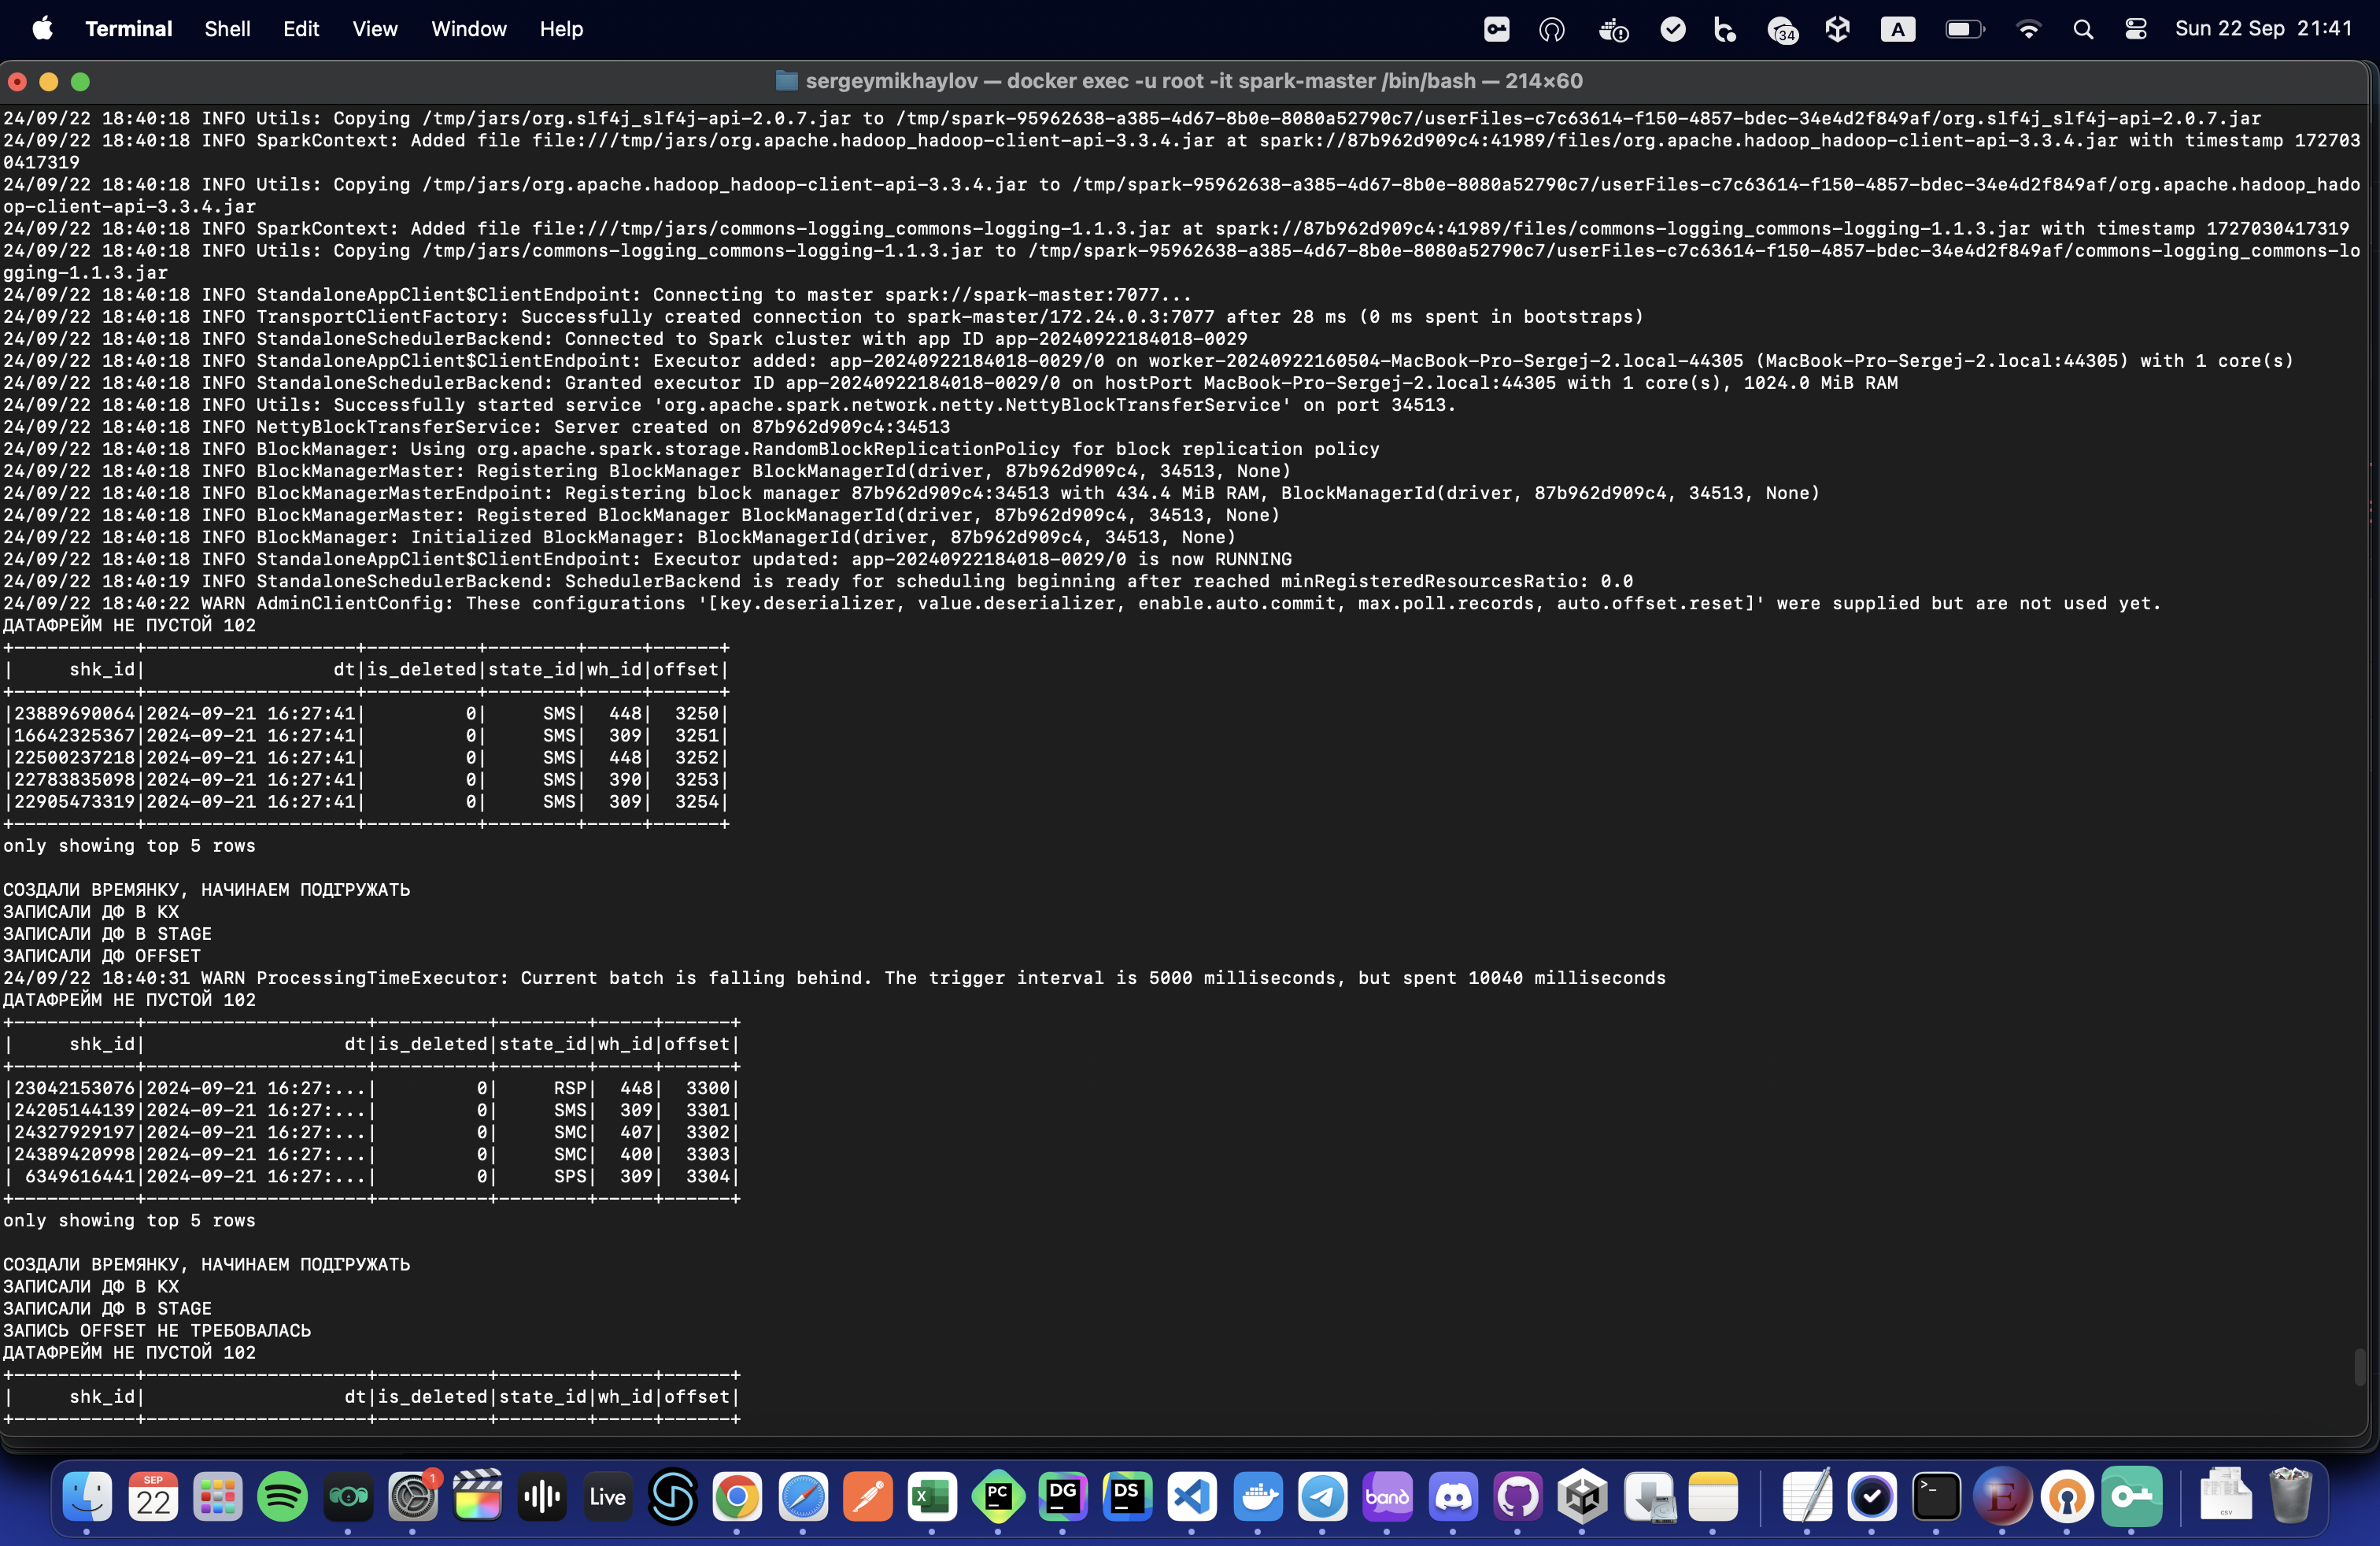 Terminal Shell Edit View Window Help 34 A Sun 22 Sep 21:41
sergeymikhaylov — docker exec -u root -it spark-master /bin/bash — 214×60
24/09/22 18:40:18 INFO Utils: Copying /tmp/jars/org.slf4j_slf4j-api-2.0.7.jar to /tmp/spark-95962638-a385-4d67-8b0e-8080a52790c7/userFiles-c7c63614-f150-4857-bdec-34e4d2f849af/org.slf4j_slf4j-api-2.0.7.jar
24/09/22 18:40:18 INFO SparkContext: Added file file:///tmp/jars/org.apache.hadoop_hadoop-client-api-3.3.4.jar at spark://87b962d909c4:41989/files/org.apache.hadoop_hadoop-client-api-3.3.4.jar with timestamp 172703
0417319
24/09/22 18:40:18 INFO Utils: Copying /tmp/jars/org.apache.hadoop_hadoop-client-api-3.3.4.jar to /tmp/spark-95962638-a385-4d67-8b0e-8080a52790c7/userFiles-c7c63614-f150-4857-bdec-34e4d2f849af/org.apache.hadoop_hado
op-client-api-3.3.4.jar
24/09/22 18:40:18 INFO SparkContext: Added file file:///tmp/jars/commons-logging_commons-logging-1.1.3.jar at spark://87b962d909c4:41989/files/commons-logging_commons-logging-1.1.3.jar with timestamp 1727030417319
24/09/22 18:40:18 INFO Utils: Copying /tmp/jars/commons-logging_commons-logging-1.1.3.jar to /tmp/spark-95962638-a385-4d67-8b0e-8080a52790c7/userFiles-c7c63614-f150-4857-bdec-34e4d2f849af/commons-logging_commons-lo
gging-1.1.3.jar
24/09/22 18:40:18 INFO StandaloneAppClient$ClientEndpoint: Connecting to master spark://spark-master:7077...
24/09/22 18:40:18 INFO TransportClientFactory: Successfully created connection to spark-master/172.24.0.3:7077 after 28 ms (0 ms spent in bootstraps)
24/09/22 18:40:18 INFO StandaloneSchedulerBackend: Connected to Spark cluster with app ID app-20240922184018-0029
24/09/22 18:40:18 INFO StandaloneAppClient$ClientEndpoint: Executor added: app-20240922184018-0029/0 on worker-20240922160504-MacBook-Pro-Sergej-2.local-44305 (MacBook-Pro-Sergej-2.local:44305) with 1 core(s)
24/09/22 18:40:18 INFO StandaloneSchedulerBackend: Granted executor ID app-20240922184018-0029/0 on hostPort MacBook-Pro-Sergej-2.local:44305 with 1 core(s), 1024.0 MiB RAM
24/09/22 18:40:18 INFO Utils: Successfully started service 'org.apache.spark.network.netty.NettyBlockTransferService' on port 34513.
24/09/22 18:40:18 INFO NettyBlockTransferService: Server created on 87b962d909c4:34513
24/09/22 18:40:18 INFO BlockManager: Using org.apache.spark.storage.RandomBlockReplicationPolicy for block replication policy
24/09/22 18:40:18 INFO BlockManagerMaster: Registering BlockManager BlockManagerId(driver, 87b962d909c4, 34513, None)
24/09/22 18:40:18 INFO BlockManagerMasterEndpoint: Registering block manager 87b962d909c4:34513 with 434.4 MiB RAM, BlockManagerId(driver, 87b962d909c4, 34513, None)
24/09/22 18:40:18 INFO BlockManagerMaster: Registered BlockManager BlockManagerId(driver, 87b962d909c4, 34513, None)
24/09/22 18:40:18 INFO BlockManager: Initialized BlockManager: BlockManagerId(driver, 87b962d909c4, 34513, None)
24/09/22 18:40:18 INFO StandaloneAppClient$ClientEndpoint: Executor updated: app-20240922184018-0029/0 is now RUNNING
24/09/22 18:40:19 INFO StandaloneSchedulerBackend: SchedulerBackend is ready for scheduling beginning after reached minRegisteredResourcesRatio: 0.0
24/09/22 18:40:22 WARN AdminClientConfig: These configurations '[key.deserializer, value.deserializer, enable.auto.commit, max.poll.records, auto.offset.reset]' were supplied but are not used yet.
ДАТАФРЕЙМ НЕ ПУСТОЙ 102
+-----------+-------------------+----------+--------+-----+------+
|     shk_id|                 dt|is_deleted|state_id|wh_id|offset|
+-----------+-------------------+----------+--------+-----+------+
|23889690064|2024-09-21 16:27:41|         0|     SMS|  448|  3250|
|16642325367|2024-09-21 16:27:41|         0|     SMS|  309|  3251|
|22500237218|2024-09-21 16:27:41|         0|     SMS|  448|  3252|
|22783835098|2024-09-21 16:27:41|         0|     SMS|  390|  3253|
|22905473319|2024-09-21 16:27:41|         0|     SMS|  309|  3254|
+-----------+-------------------+----------+--------+-----+------+
only showing top 5 rows
СОЗДАЛИ ВРЕМЯНКУ, НАЧИНАЕМ ПОДГРУЖАТЬ
ЗАПИСАЛИ ДФ В КХ
ЗАПИСАЛИ ДФ В STAGE
ЗАПИСАЛИ ДФ OFFSET
24/09/22 18:40:31 WARN ProcessingTimeExecutor: Current batch is falling behind. The trigger interval is 5000 milliseconds, but spent 10040 milliseconds
ДАТАФРЕЙМ НЕ ПУСТОЙ 102
+-----------+--------------------+----------+--------+-----+------+
|     shk_id|                  dt|is_deleted|state_id|wh_id|offset|
+-----------+--------------------+----------+--------+-----+------+
|23042153076|2024-09-21 16:27:...|         0|     RSP|  448|  3300|
|24205144139|2024-09-21 16:27:...|         0|     SMS|  309|  3301|
|24327929197|2024-09-21 16:27:...|         0|     SMC|  407|  3302|
|24389420998|2024-09-21 16:27:...|         0|     SMC|  400|  3303|
| 6349616441|2024-09-21 16:27:...|         0|     SPS|  309|  3304|
+-----------+--------------------+----------+--------+-----+------+
only showing top 5 rows
СОЗДАЛИ ВРЕМЯНКУ, НАЧИНАЕМ ПОДГРУЖАТЬ
ЗАПИСАЛИ ДФ В КХ
ЗАПИСАЛИ ДФ В STAGE
ЗАПИСЬ OFFSET НЕ ТРЕБОВАЛАСЬ
ДАТАФРЕЙМ НЕ ПУСТОЙ 102
+-----------+--------------------+----------+--------+-----+------+
|     shk_id|                  dt|is_deleted|state_id|wh_id|offset|
+-----------+--------------------+----------+--------+-----+------+
SEP 22 1 Live X PC DG DS band >_ E CSV